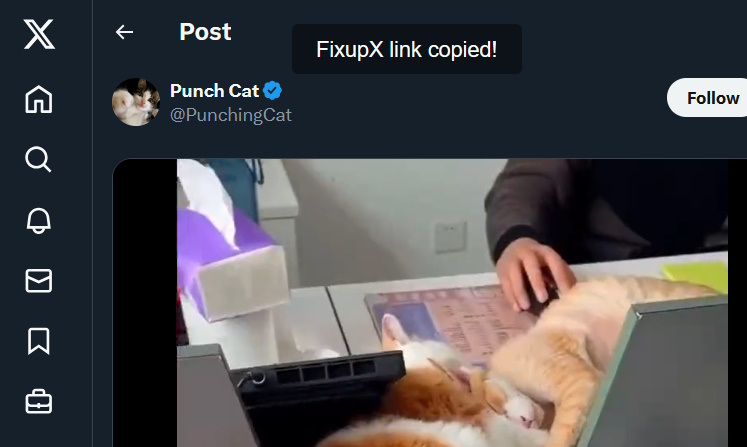 Post
FixupX link copied!
Punch Cat
@PunchingCat
Follow